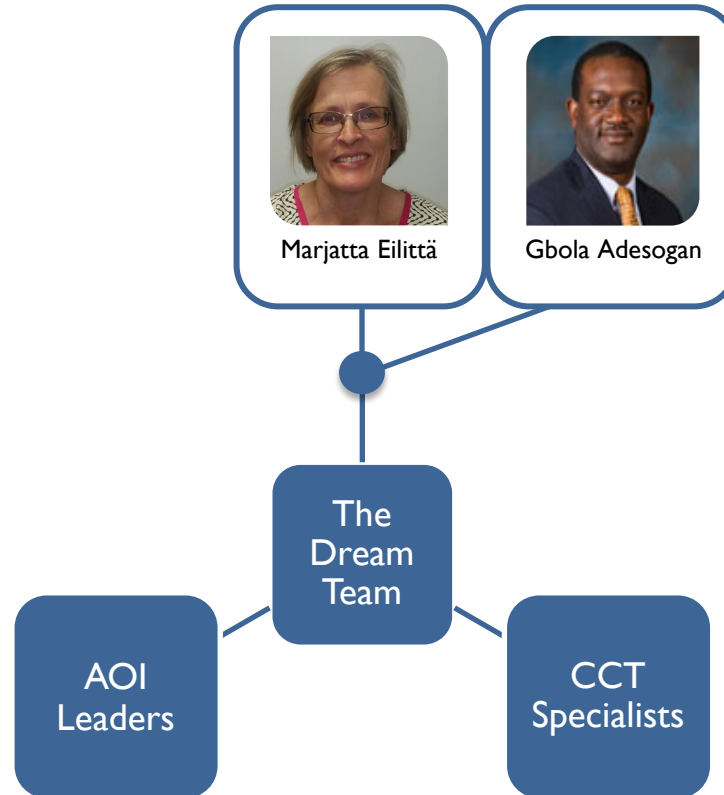 Marjatta Eilittä
Gbola Adesogan
The
Dream
Team
AOI
Leaders
CCT
Specialists